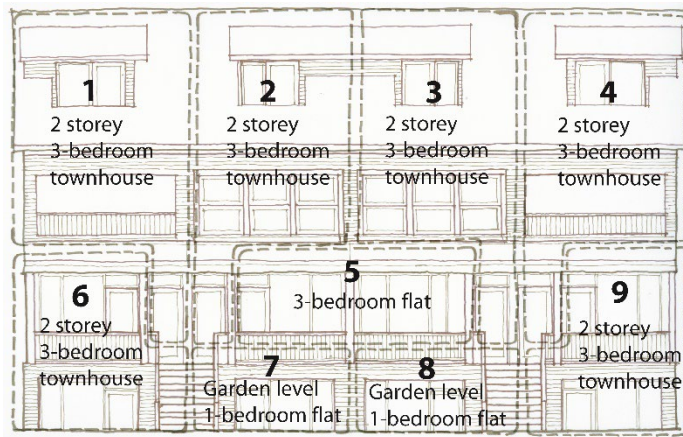 1
2 storey
3-bedroom
townhouse
2
2 storey
3-bedroom
townhouse
3
2 storey
3-bedroom
townhouse
4
2 storey
3-bedroom
townhouse
5
3-bedroom flat
6
2 storey
3-bedroom
townhouse
7
Garden level
1-bedroom flat
8
Garden level
1-bedroom flat
9
2 storey
3-bedroom
townhouse